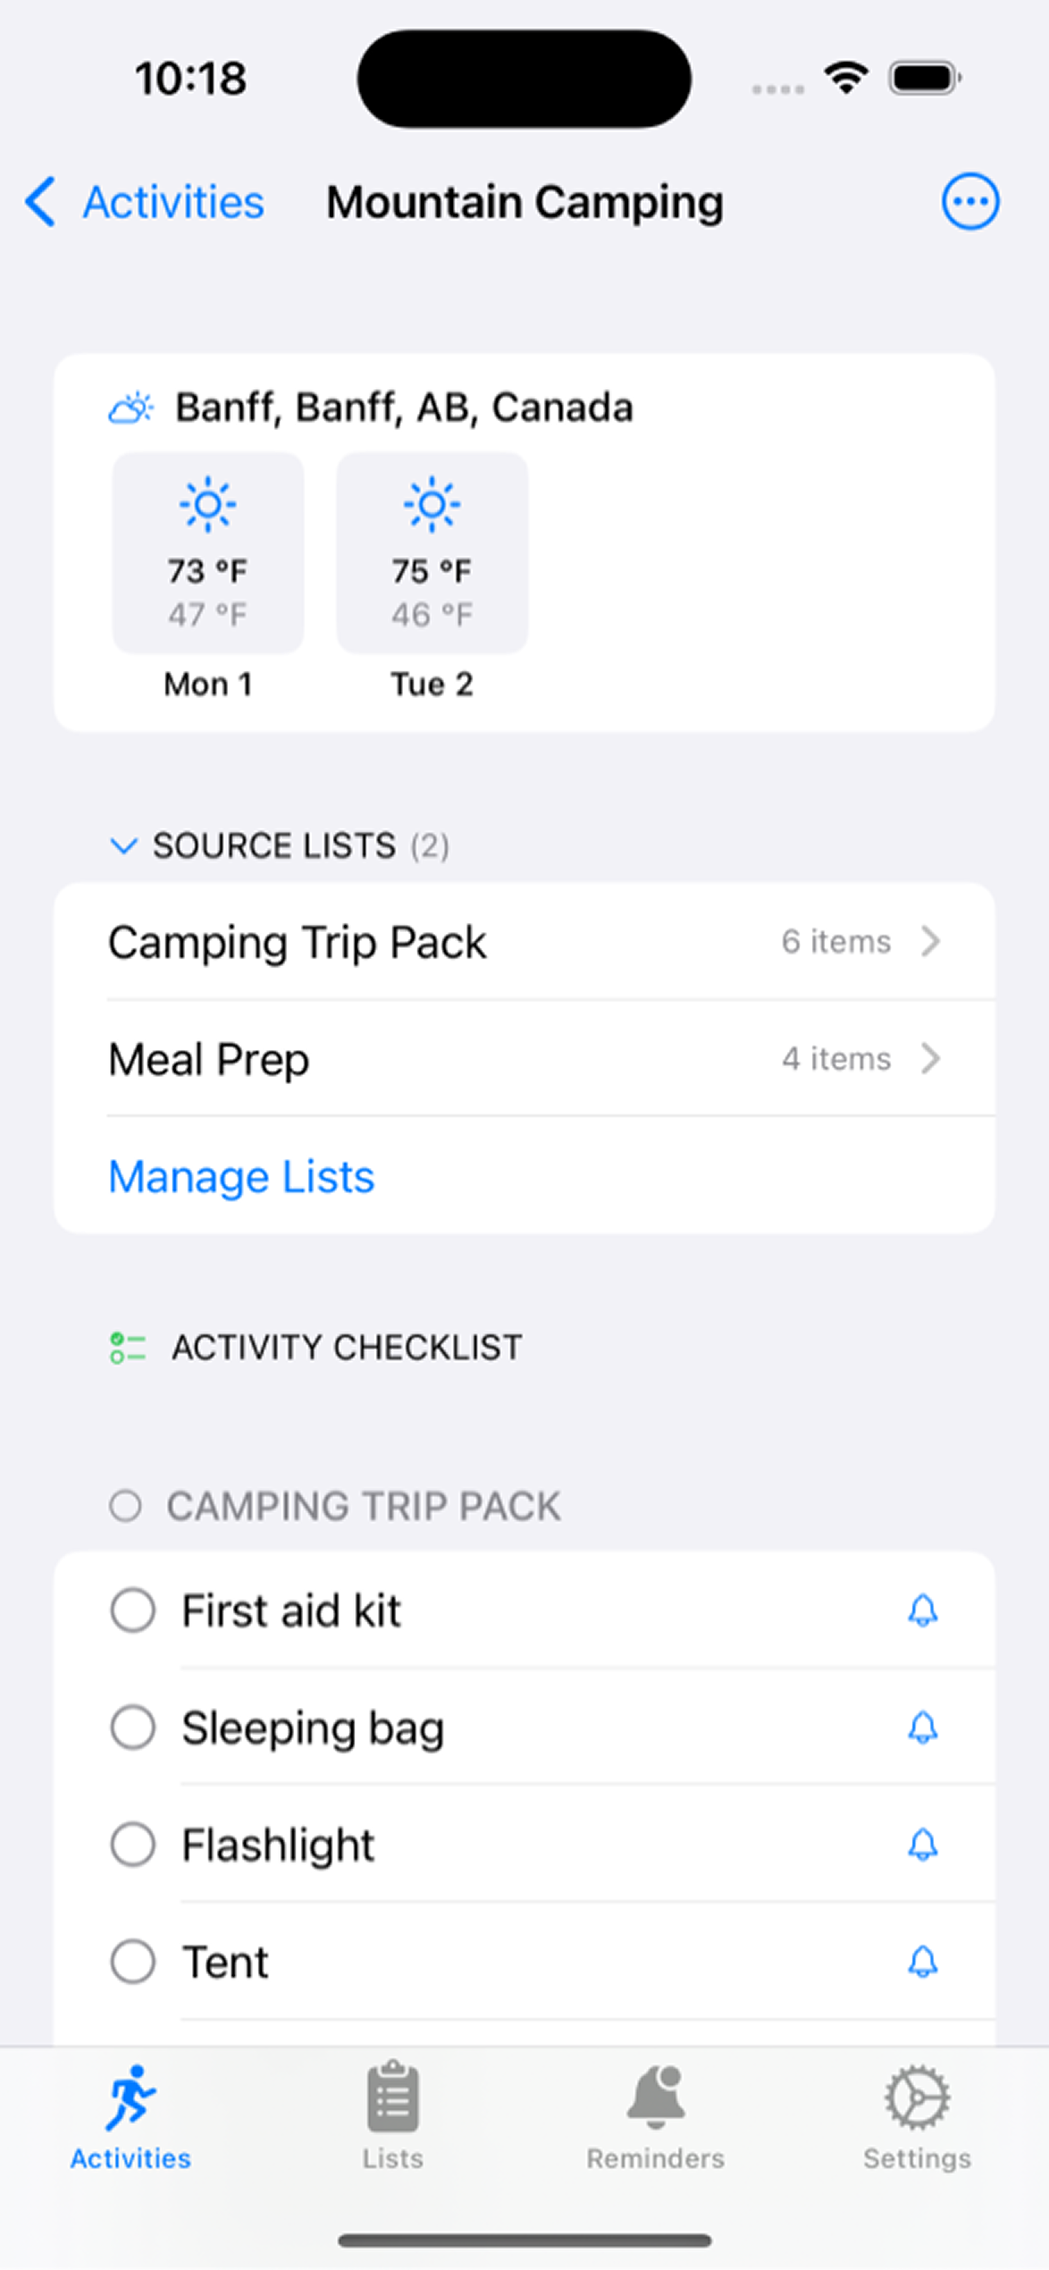 10:18
Activities Mountain Camping
Banff, Banff, AB, Canada
73 °F 75 °F
47 °F 46 °F
Mon 1 Tue 2
SOURCE LISTS (2)
Camping Trip Pack 6 items
Meal Prep 4 items
Manage Lists
ACTIVITY CHECKLIST
CAMPING TRIP PACK
First aid kit
Sleeping bag
Flashlight
Tent
Activities Lists Reminders Settings